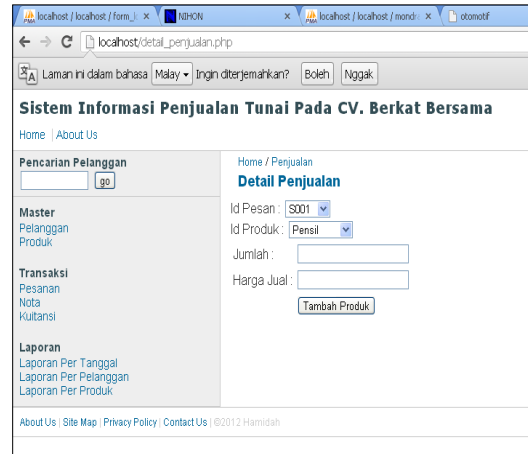 localhost / localhost / form_l
NIHON
localhost / localhost / mondr
otomotif
localhost/detail_penjualan.php
Laman ini dalam bahasa Malay Ingin diterjemahkan? Boleh Nggak
Sistem Informasi Penjualan Tunai Pada CV. Berkat Bersama
Home | About Us
Pencarian Pelanggan
go
Master
Pelanggan
Produk
Transaksi
Pesanan
Nota
Kuitansi
Laporan
Laporan Per Tanggal
Laporan Per Pelanggan
Laporan Per Produk
Home / Penjualan
Detail Penjualan
Id Pesan : S001
Id Produk : Pensil
Jumlah :
Harga Jual :
Tambah Produk
About Us | Site Map | Privacy Policy | Contact Us | ©2012 Hamidah